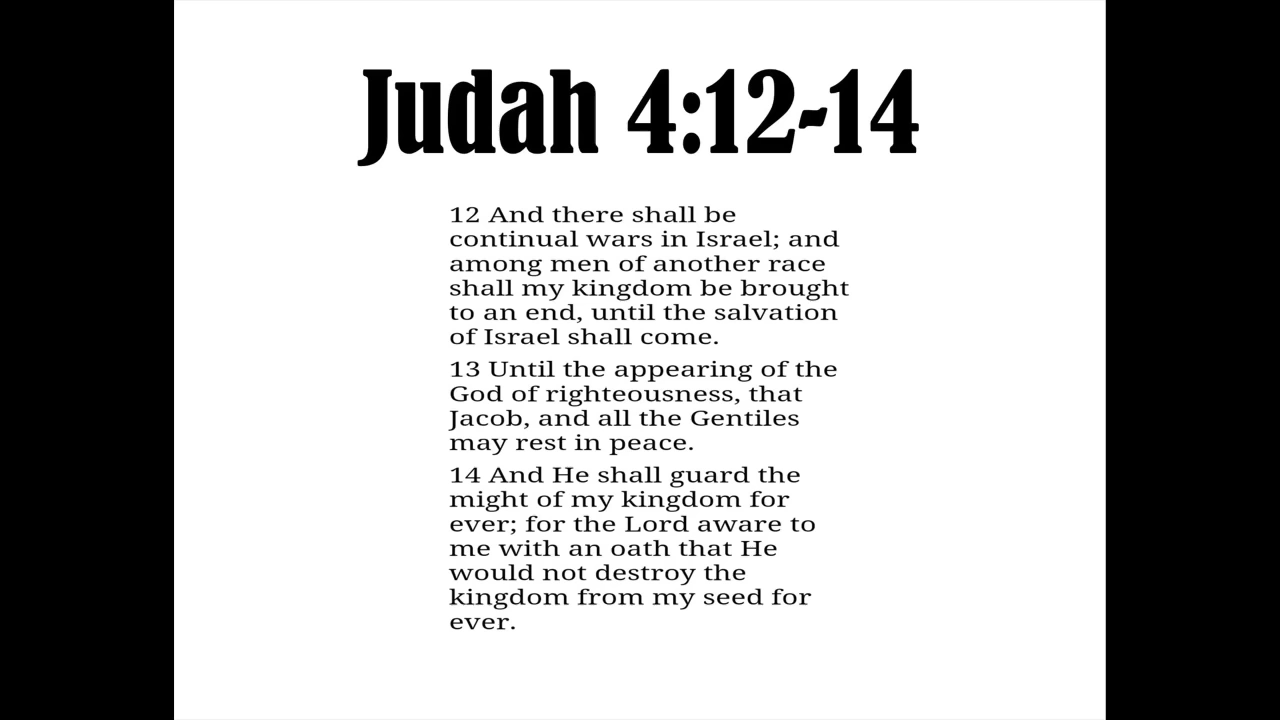 Judah 4:12-14
12 And there shall be
continual wars in Israel; and
among men of another race
shall my kingdom be brought
to an end, until the salvation
of Israel shall come.
13 Until the appearing of the
God of righteousness, that
Jacob, and all the Gentiles
may rest in peace.
14 And He shall guard the
might of my kingdom for
ever; for the Lord aware to
me with an oath that He
would not destroy the
kingdom from my seed for
ever.